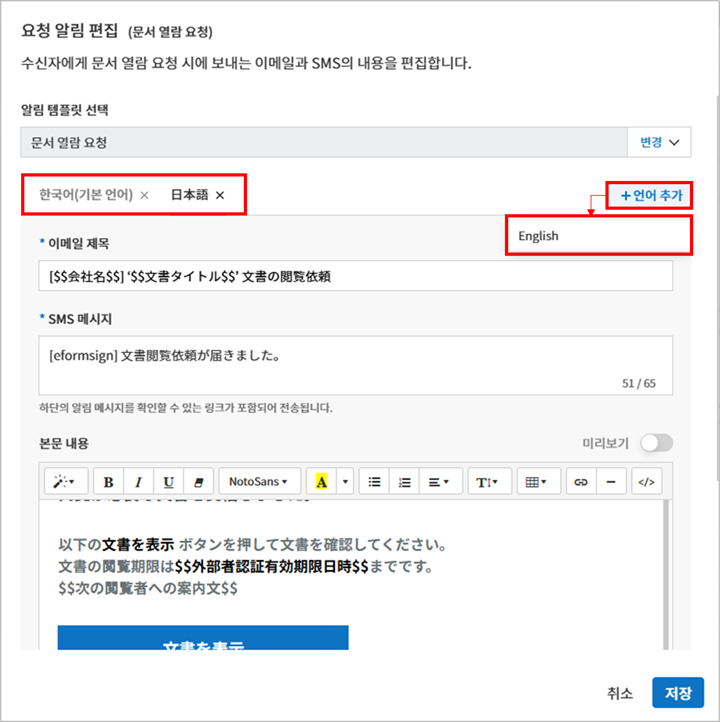 요청 알림 편집 (문서 열람 요청)
수신자에게 문서 열람 요청 시에 보내는 이메일과 SMS의 내용을 편집합니다.
알림 템플릿 선택
문서 열람 요청 변경
한국어(기본 언어) × 日本語 × +언어 추가
English
* 이메일 제목
[$$会社名$$] ‘$$文書タイトル$$’ 文書の閲覧依頼
* SMS 메시지
[eformsign] 文書閲覧依頼が届きました。
51 / 65
하단의 알림 메시지를 확인할 수 있는 링크가 포함되어 전송됩니다.
본문 내용 미리보기
B I U NotoSans A T </>
以下の文書を表示 ボタンを押して文書を確認してください。
文書の閲覧期限は$$外部者認証有効期限日時$$までです。
$$次の閲覧者への案内文$$
文書を表示
취소 저장